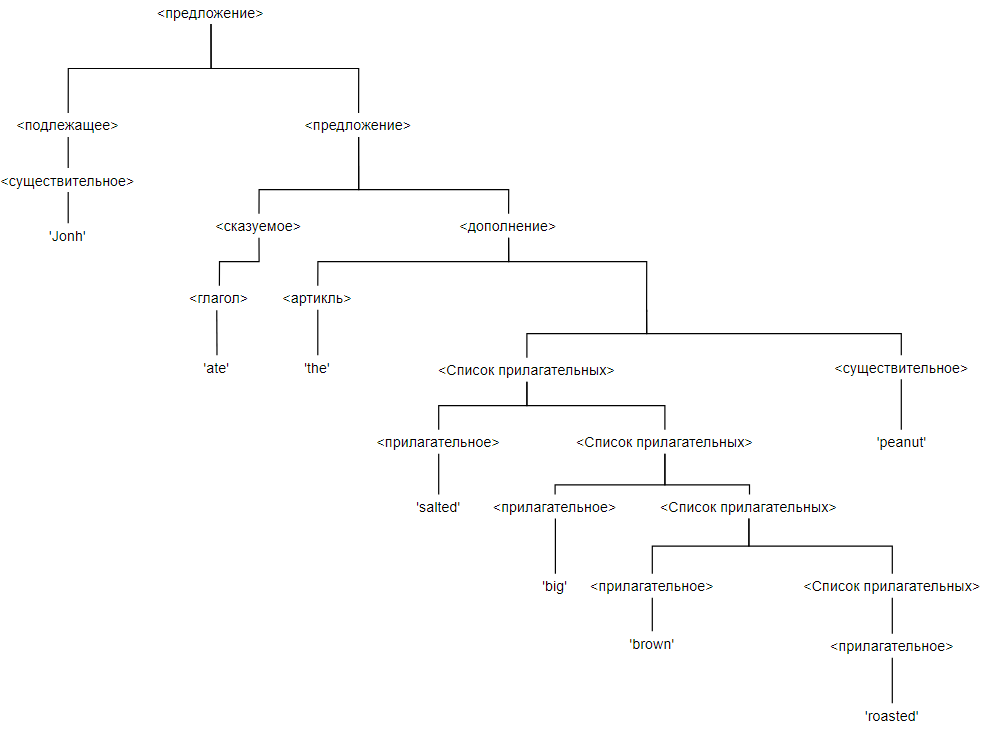 <предложение>
<подлежащее> <предложение>
<существительное>
<сказуемое> <дополнение>
'Jonh'
<глагол> <артикль>
'ate' 'the' <Список прилагательных> <существительное>
<прилагательное> <Список прилагательных> 'peanut'
'salted' <прилагательное> <Список прилагательных>
'big' <прилагательное> <Список прилагательных>
'brown' <прилагательное>
'roasted'